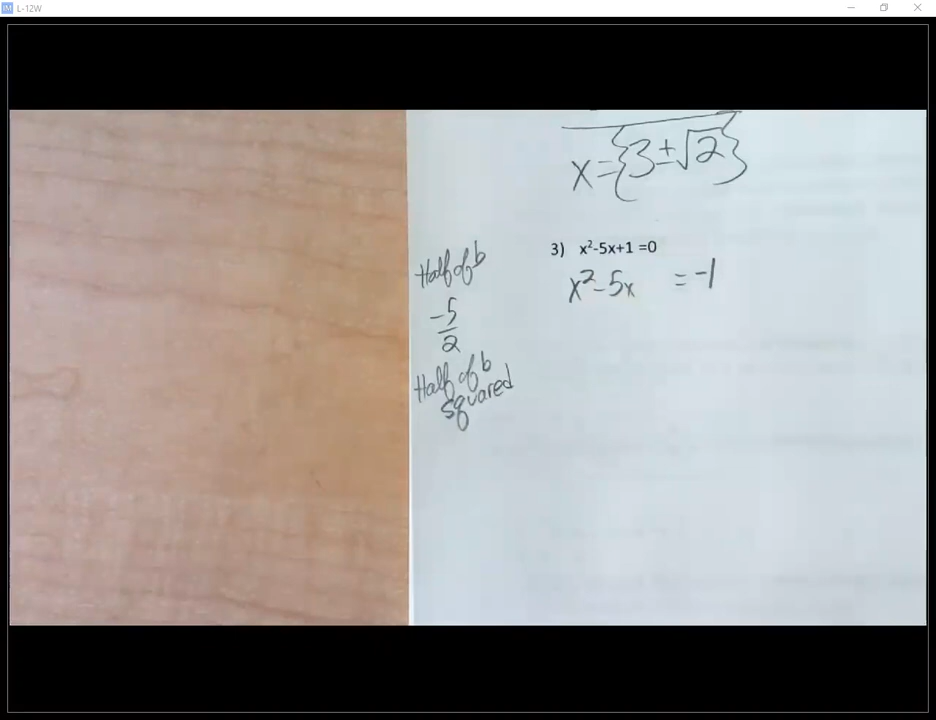 L-12W
x={3±√2}
3) x²-5x+1 =0
x²-5x = -1
Half of b
-5/2
Half of b
squared